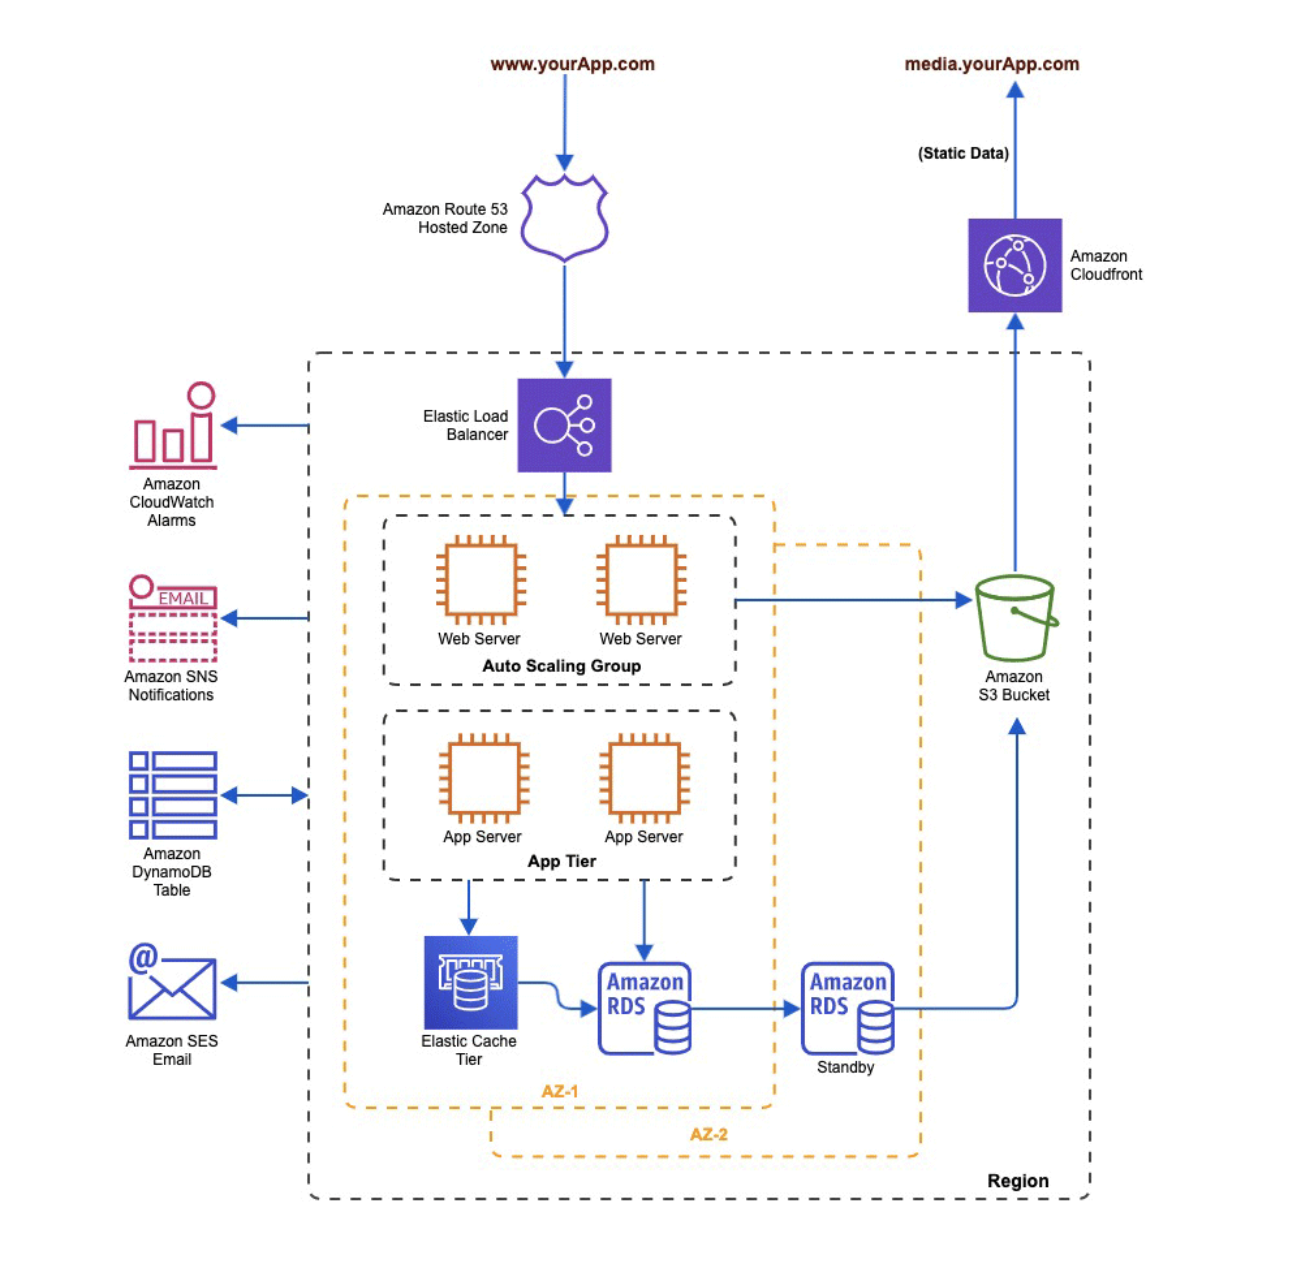 www.yourApp.com
media.yourApp.com
(Static Data)
Amazon Route 53
Hosted Zone
Amazon
Cloudfront
Elastic Load
Balancer
Amazon
CloudWatch
Alarms
EMAIL
Amazon SNS
Notifications
Web Server
Web Server
Auto Scaling Group
Amazon
S3 Bucket
App Server
App Server
App Tier
Amazon
DynamoDB
Table
@
Amazon SES
Email
Elastic Cache
Tier
Amazon
RDS
Amazon
RDS
Standby
AZ-1
AZ-2
Region